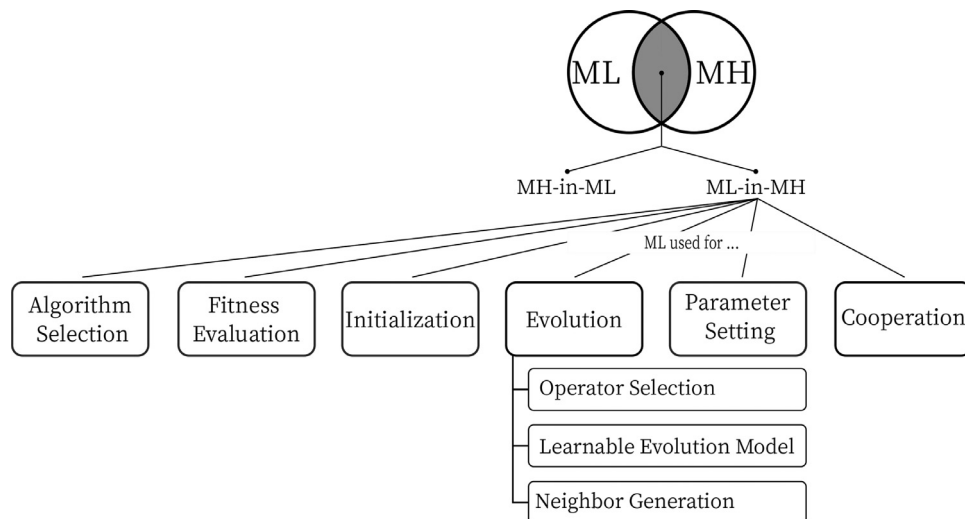 ML MH
MH-in-ML ML-in-MH
ML used for ...
Algorithm
Selection
Fitness
Evaluation
Initialization
Evolution
Parameter
Setting
Cooperation
Operator Selection
Learnable Evolution Model
Neighbor Generation